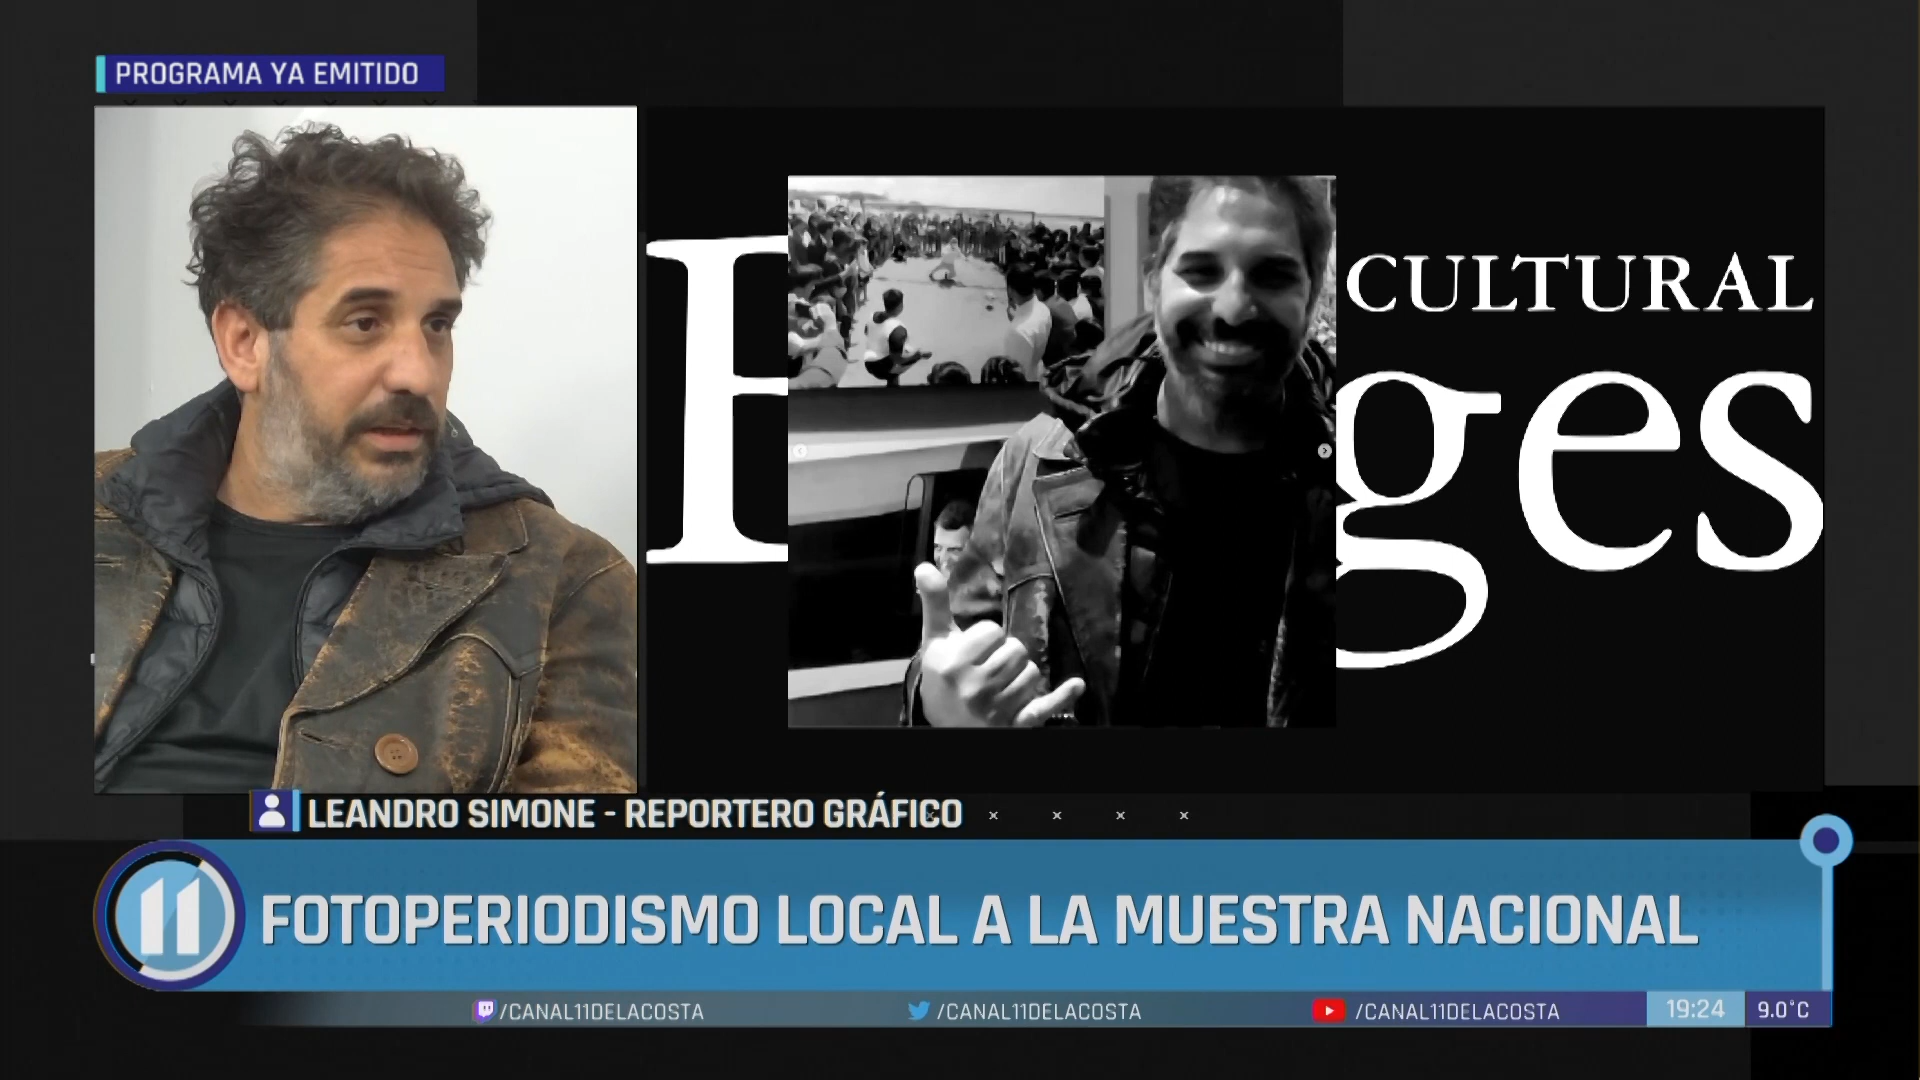 PROGRAMA YA EMITIDO
CULTURAL
ges
LEANDRO SIMONE - REPORTERO GRÁFICO
11
FOTOPERIODISMO LOCAL A LA MUESTRA NACIONAL
/CANAL11DELACOSTA
/CANAL11DELACOSTA
/CANAL11DELACOSTA
19:24
9.0°C